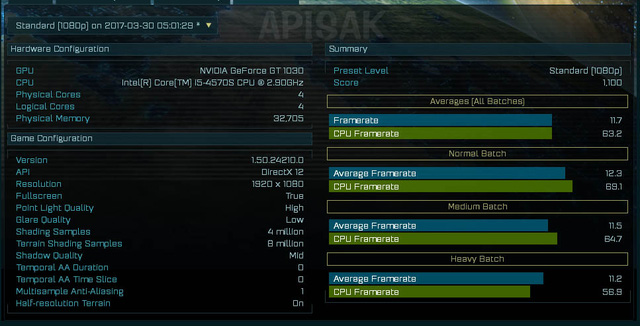 APISAK
Standard [1080p] on 2017-03-30 05:01:29 *
Hardware Configuration
GPU NVIDIA GeForce GT 1030
CPU Intel(R) Core(TM) i5-4570S CPU @ 2.90GHz
Physical Cores 4
Logical Cores 4
Physical Memory 32,705
Game Configuration
Version 1.50.24210.0
API DirectX 12
Resolution 1920 x 1080
Fullscreen True
Point Light Quality High
Glare Quality Low
Shading Samples 4 million
Terrain Shading Samples 8 million
Shadow Quality Mid
Temporal AA Duration 0
Temporal AA Time Slice 0
Multisample Anti-Aliasing 1
Half-resolution Terrain On
Summary
Preset Level Standard [1080p]
Score 1,100
Averages [All Batches]
Framerate 11.7
CPU Framerate 63.2
Normal Batch
Average Framerate 12.3
CPU Framerate 69.1
Medium Batch
Average Framerate 11.5
CPU Framerate 64.7
Heavy Batch
Average Framerate 11.2
CPU Framerate 56.9